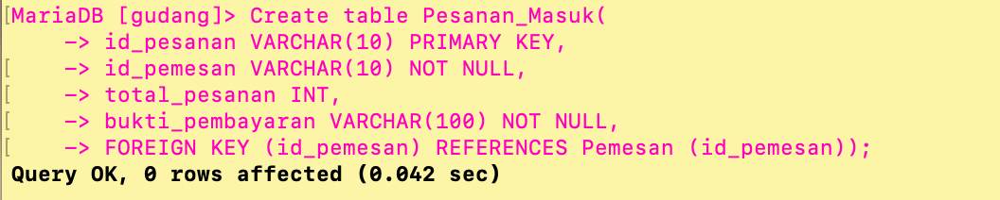 MariaDB [gudang]> Create table Pesanan_Masuk(
-> id_pesanan VARCHAR(10) PRIMARY KEY,
-> id_pemesan VARCHAR(10) NOT NULL,
-> total_pesanan INT,
-> bukti_pembayaran VARCHAR(100) NOT NULL,
-> FOREIGN KEY (id_pemesan) REFERENCES Pemesan (id_pemesan));
Query OK, 0 rows affected (0.042 sec)